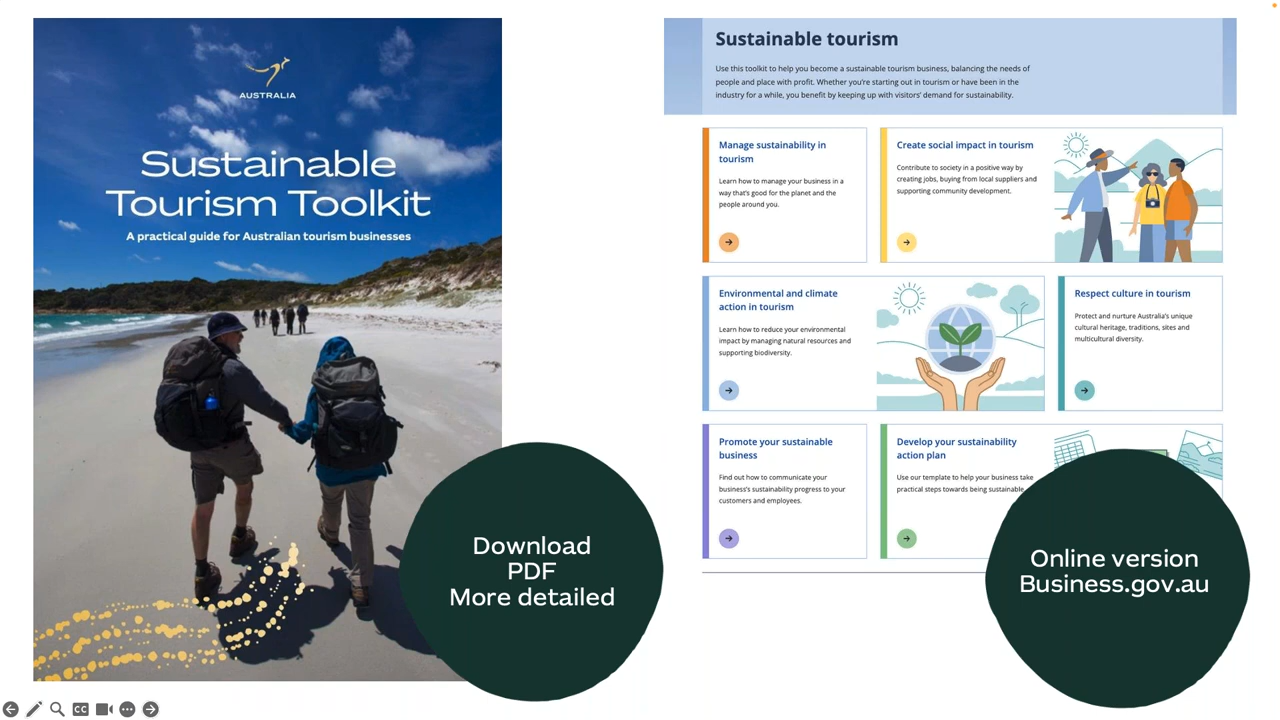 AUSTRALIA
Sustainable
Tourism Toolkit
A practical guide for Australian tourism businesses
Download
PDF
More detailed
Sustainable tourism
Use this toolkit to help you become a sustainable tourism business, balancing the needs of
people and place with profit. Whether you're starting out in tourism or have been in the
industry for a while, you benefit by keeping up with visitors' demand for sustainability.
Manage sustainability in
tourism
Learn how to manage your business in a
way that's good for the planet and the
people around you.
Create social impact in tourism
Contribute to society in a positive way by
creating jobs, buying from local suppliers and
supporting community development.
Environmental and climate
action in tourism
Learn how to reduce your environmental
impact by managing natural resources and
supporting biodiversity.
Respect culture in tourism
Protect and nurture Australia's unique
cultural heritage, traditions, sites and
multicultural diversity.
Promote your sustainable
business
Find out how to communicate your
business's sustainability progress to your
customers and employees.
Develop your sustainability
action plan
Use our template to help your business take
practical steps towards being sustainable.
Online version
Business.gov.au
CC